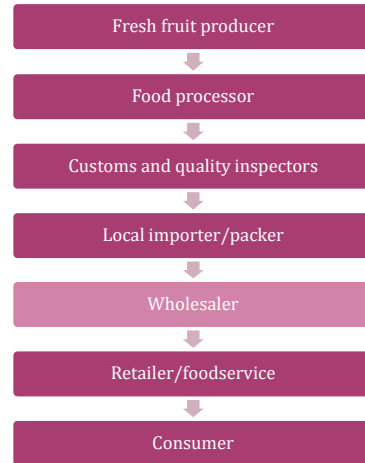 Fresh fruit producer
Food processor
Customs and quality inspectors
Local importer/packer
Wholesaler
Retailer/foodservice
Consumer